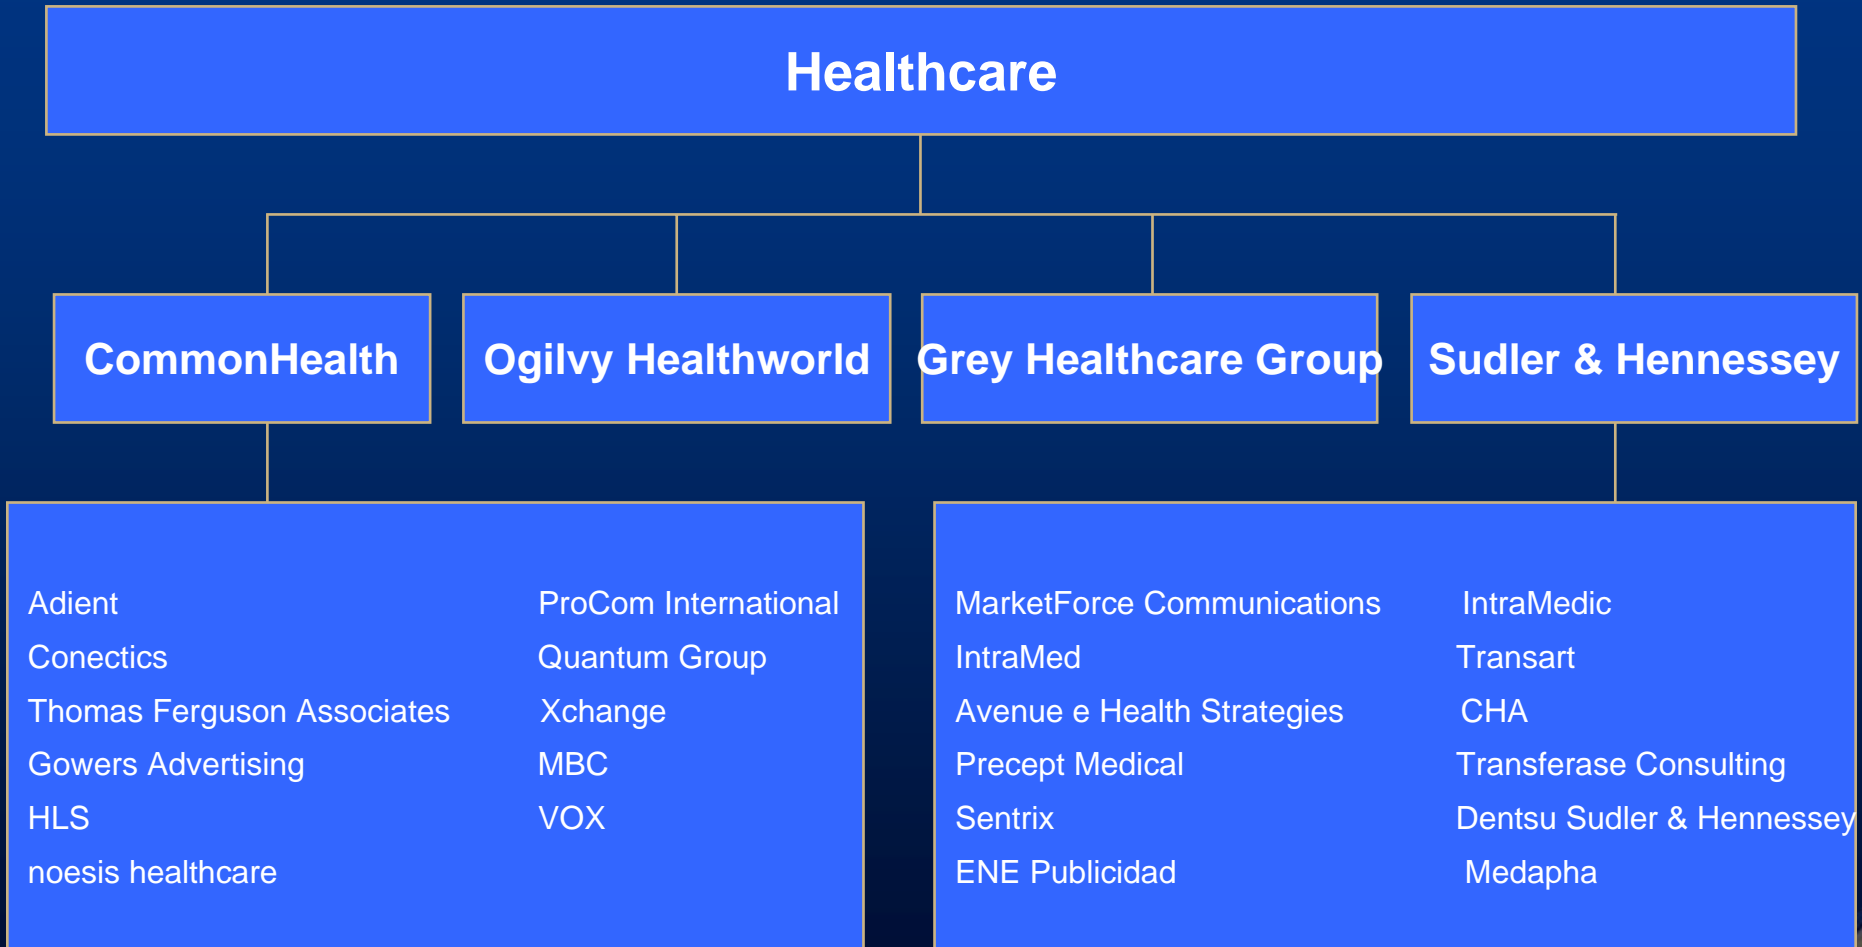 Healthcare
CommonHealth
Ogilvy Healthworld
Grey Healthcare Group
Sudler & Hennessey
Adient
Conectics
Thomas Ferguson Associates
Gowers Advertising
HLS
noesis healthcare
ProCom International
Quantum Group
Xchange
MBC
VOX
MarketForce Communications
IntraMed
Avenue e Health Strategies
Precept Medical
Sentrix
ENE Publicidad
IntraMedic
Transart
CHA
Transferase Consulting
Dentsu Sudler & Hennessey
Medapha